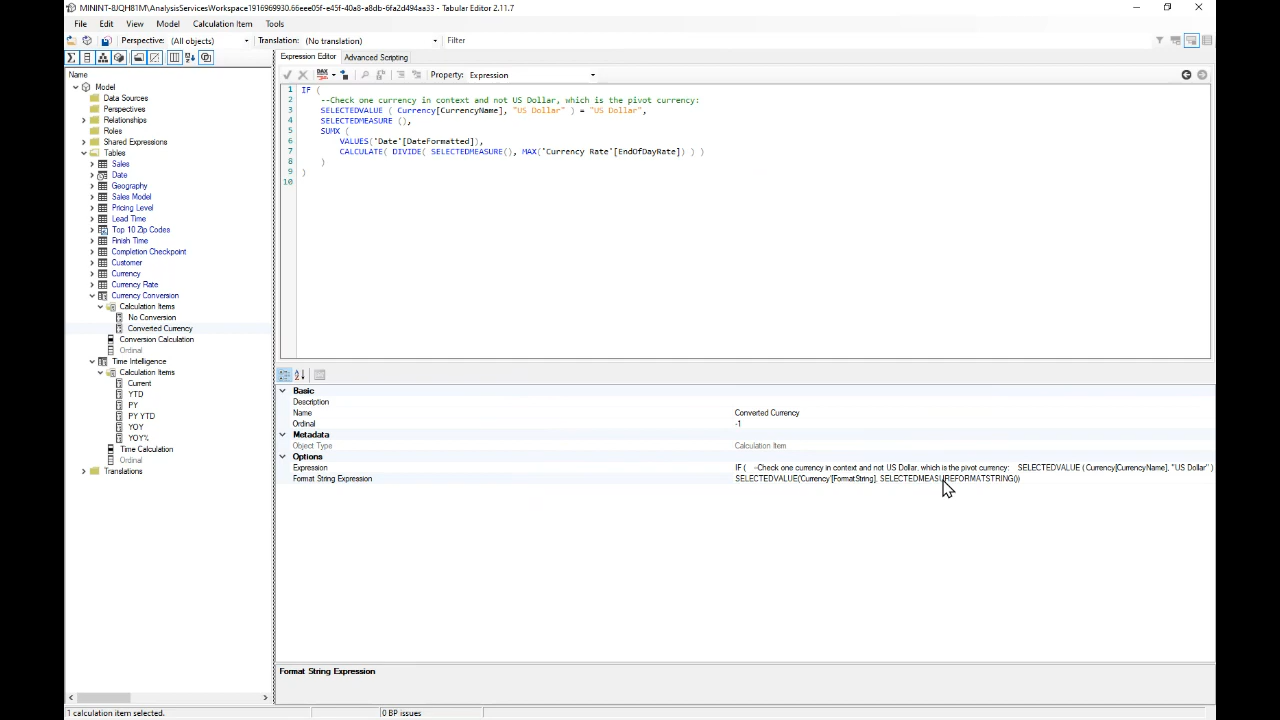 MININT-8JQH81M\AnalysisServicesWorkspace1916969930.66eee05f-e45f-40a8-a8db-6fa2d494aa33 - Tabular Editor 2.11.7
File Edit View Model Calculation Item Tools
Perspective: (All objects) Translation: (No translation) Filter
Expression Editor Advanced Scripting
DAX Property: Expression
Name
Model
Data Sources
Perspectives
Relationships
Roles
Shared Expressions
Tables
Sales
Date
Geography
Sales Model
Pricing Level
Lead Time
Top 10 Zip Codes
Finish Time
Completion Checkpoint
Customer
Currency
Currency Rate
Currency Conversion
Calculation Items
No Conversion
Converted Currency
Conversion Calculation
Ordinal
Time Intelligence
Calculation Items
Current
YTD
PY
PY YTD
YOY
YOY%
Time Calculation
Ordinal
Translations
1 IF (
2 --Check one currency in context and not US Dollar, which is the pivot currency:
3 SELECTEDVALUE ( Currency[CurrencyName], "US Dollar" ) = "US Dollar",
4 SELECTEDMEASURE (),
5 SUMX (
6 VALUES('Date'[DateFormatted]),
7 CALCULATE( DIVIDE( SELECTEDMEASURE(), MAX('Currency Rate'[EndOfDayRate]) ) )
8 )
9 )
10
Basic
Description
Name Converted Currency
Ordinal -1
Metadata
Object Type Calculation Item
Options
Expression IF ( --Check one currency in context and not US Dollar, which is the pivot currency: SELECTEDVALUE ( Currency[CurrencyName], "US Dollar" )
Format String Expression SELECTEDVALUE('Currency'[FormatString], SELECTEDMEASUREFORMATSTRING())
Format String Expression
1 calculation item selected. 0 BP issues